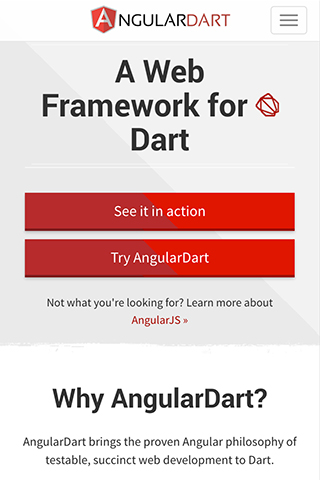 ANGULARDART
A Web
Framework for
Dart
See it in action
Try AngularDart
Not what you're looking for? Learn more about
AngularJS »
Why AngularDart?
AngularDart brings the proven Angular philosophy of
testable, succinct web development to Dart.